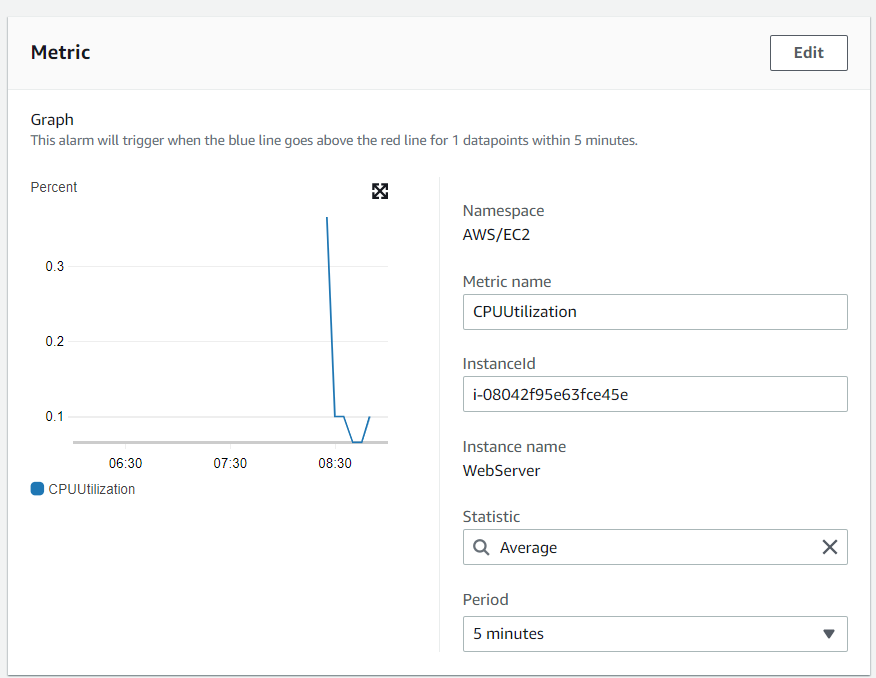 Metric
Edit
Graph
This alarm will trigger when the blue line goes above the red line for 1 datapoints within 5 minutes.
Percent
0.3
0.2
0.1
06:30 07:30 08:30
CPUUtilization
Namespace
AWS/EC2
Metric name
CPUUtilization
InstanceId
i-08042f95e63fce45e
Instance name
WebServer
Statistic
Average
Period
5 minutes